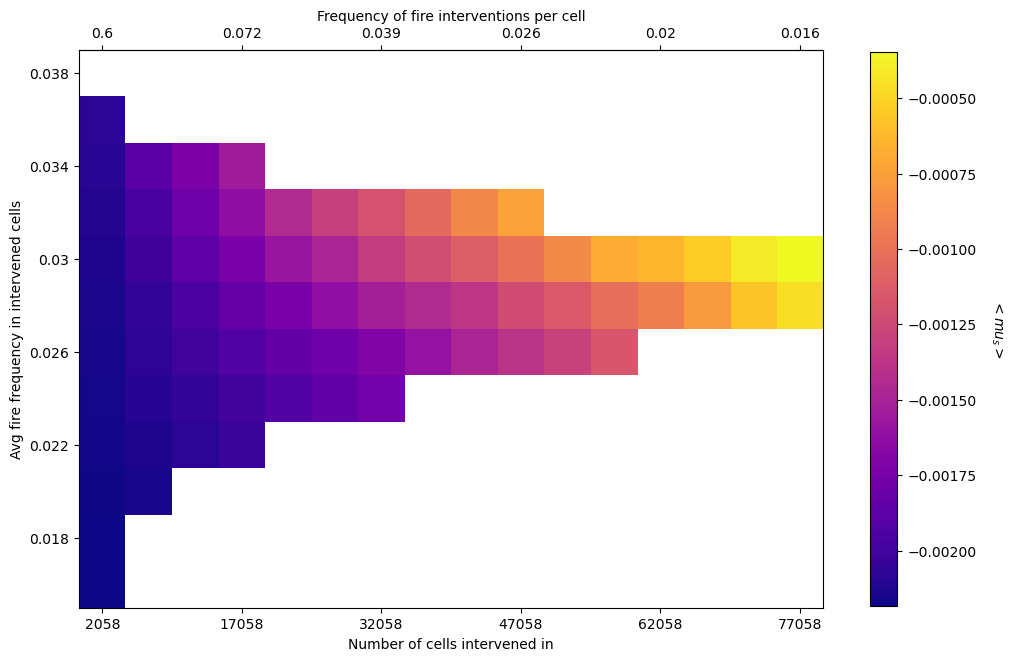 Frequency of fire interventions per cell
0.6 0.072 0.039 0.026 0.02 0.016
Avg fire frequency in intervened cells
0.038
0.034
0.03
0.026
0.022
0.018
2058 17058 32058 47058 62058 77058
Number of cells intervened in
−0.00050
−0.00075
−0.00100
−0.00125
−0.00150
−0.00175
−0.00200
< mu_s >